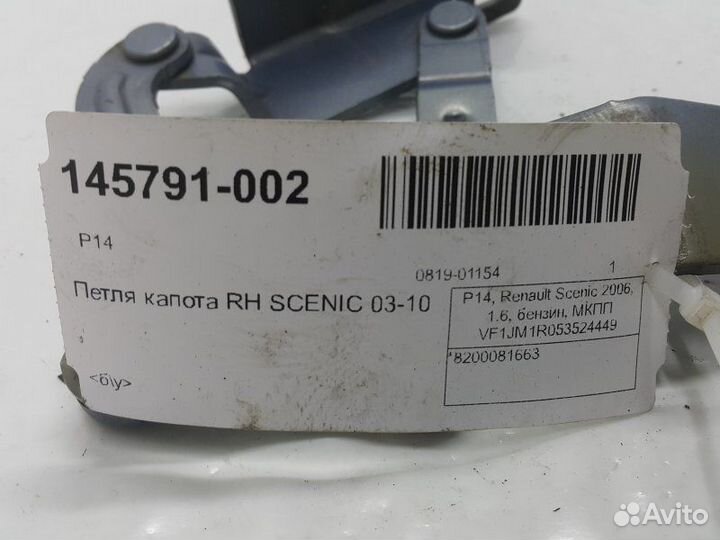 145791-002
P14
0819-01154 1
Петля капота RH SCENIC 03-10
P14, Renault Scenic 2006,
1.6, бензин, МКПП
VF1JM1R053524449
*8200081663
<б\у>
Avito